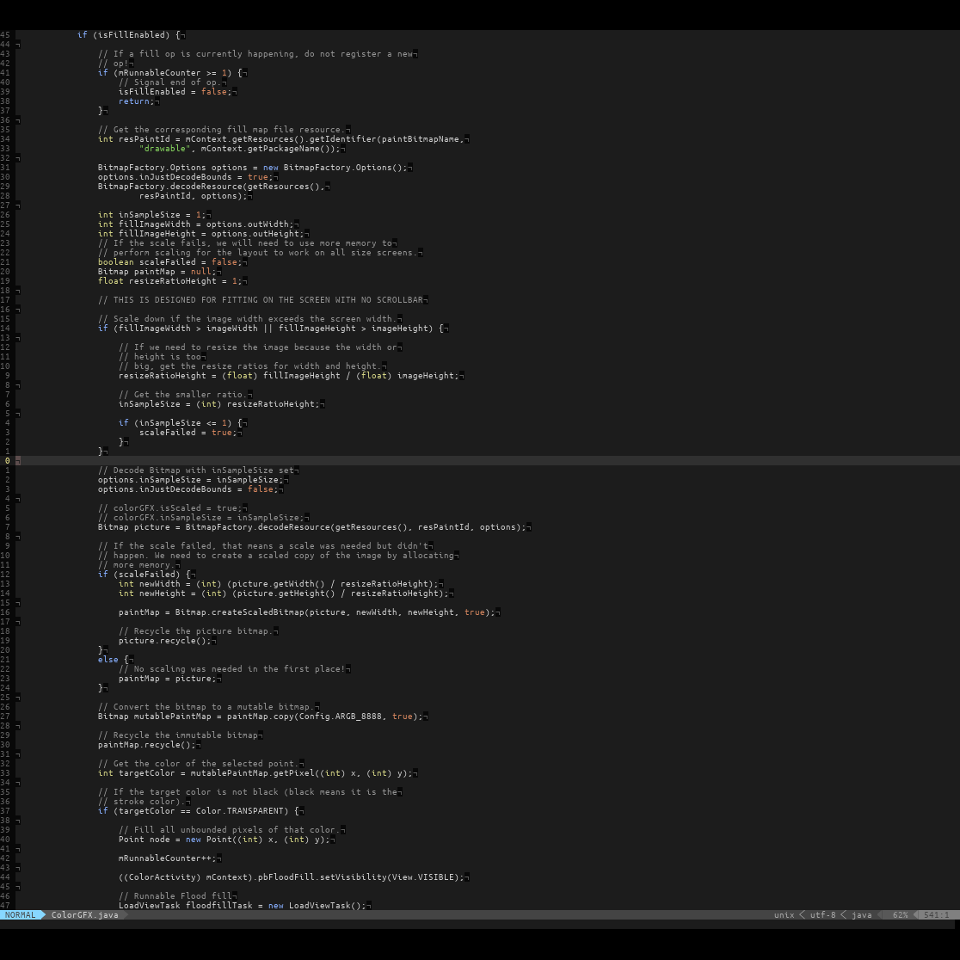 45 if (isFillEnabled) {¬
44 ¬
43 // If a fill op is currently happening, do not register a new¬
42 // op!¬
41 if (mRunnableCounter >= 1) {¬
40 // Signal end of op.¬
39 isFillEnabled = false;¬
38 return;¬
37 }¬
36 ¬
35 // Get the corresponding fill map file resource.¬
34 int resPaintId = mContext.getResources().getIdentifier(paintBitmapName,¬
33 "drawable", mContext.getPackageName());¬
32 ¬
31 BitmapFactory.Options options = new BitmapFactory.Options();¬
30 options.inJustDecodeBounds = true;¬
29 BitmapFactory.decodeResource(getResources(),¬
28 resPaintId, options);¬
27 ¬
26 int inSampleSize = 1;¬
25 int fillImageWidth = options.outWidth;¬
24 int fillImageHeight = options.outHeight;¬
23 // If the scale fails, we will need to use more memory to¬
22 // perform scaling for the layout to work on all size screens.¬
21 boolean scaleFailed = false;¬
20 Bitmap paintMap = null;¬
19 float resizeRatioHeight = 1;¬
18 ¬
17 // THIS IS DESIGNED FOR FITTING ON THE SCREEN WITH NO SCROLLBAR¬
16 ¬
15 // Scale down if the image width exceeds the screen width.¬
14 if (fillImageWidth > imageWidth || fillImageHeight > imageHeight) {¬
13 ¬
12 // If we need to resize the image because the width or¬
11 // height is too¬
10 // big, get the resize ratios for width and height.¬
9 resizeRatioHeight = (float) fillImageHeight / (float) imageHeight;¬
8 ¬
7 // Get the smaller ratio.¬
6 inSampleSize = (int) resizeRatioHeight;¬
5 ¬
4 if (inSampleSize <= 1) {¬
3 scaleFailed = true;¬
2 }¬
1 }¬
0 ¬
1 // Decode Bitmap with inSampleSize set¬
2 options.inSampleSize = inSampleSize;¬
3 options.inJustDecodeBounds = false;¬
4 ¬
5 // colorGFX.isScaled = true;¬
6 // colorGFX.inSampleSize = inSampleSize;¬
7 Bitmap picture = BitmapFactory.decodeResource(getResources(), resPaintId, options);¬
8 ¬
9 // If the scale failed, that means a scale was needed but didn't¬
10 // happen. We need to create a scaled copy of the image by allocating¬
11 // more memory.¬
12 if (scaleFailed) {¬
13 int newWidth = (int) (picture.getWidth() / resizeRatioHeight);¬
14 int newHeight = (int) (picture.getHeight() / resizeRatioHeight);¬
15 ¬
16 paintMap = Bitmap.createScaledBitmap(picture, newWidth, newHeight, true);¬
17 ¬
18 // Recycle the picture bitmap.¬
19 picture.recycle();¬
20 }¬
21 else {¬
22 // No scaling was needed in the first place!¬
23 paintMap = picture;¬
24 }¬
25 ¬
26 // Convert the bitmap to a mutable bitmap.¬
27 Bitmap mutablePaintMap = paintMap.copy(Config.ARGB_8888, true);¬
28 ¬
29 // Recycle the immutable bitmap¬
30 paintMap.recycle();¬
31 ¬
32 // Get the color of the selected point.¬
33 int targetColor = mutablePaintMap.getPixel((int) x, (int) y);¬
34 ¬
35 // If the target color is not black (black means it is the¬
36 // stroke color).¬
37 if (targetColor == Color.TRANSPARENT) {¬
38 ¬
39 // Fill all unbounded pixels of that color.¬
40 Point node = new Point((int) x, (int) y);¬
41 ¬
42 mRunnableCounter++;¬
43 ¬
44 ((ColorActivity) mContext).pbFloodFill.setVisibility(View.VISIBLE);¬
45 ¬
46 // Runnable Flood fill¬
47 LoadViewTask floodfillTask = new LoadViewTask();¬
NORMAL ColorGFX.java unix < utf-8 < java 62% 541:1